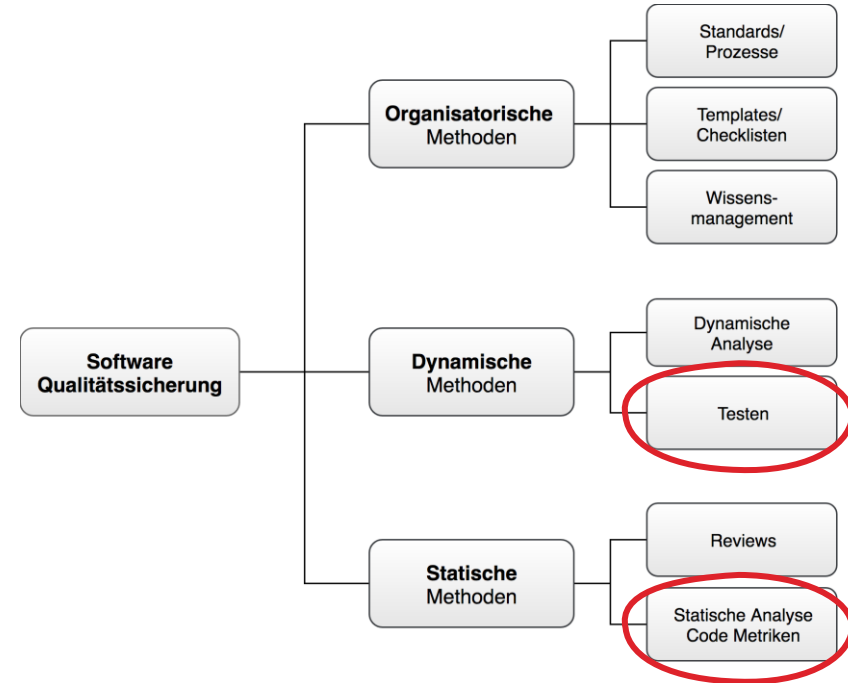 Standards/
Prozesse
Organisatorische
Methoden
Templates/
Checklisten
Wissens-
management
Software
Qualitätssicherung
Dynamische
Methoden
Dynamische
Analyse
Testen
Statische
Methoden
Reviews
Statische Analyse
Code Metriken